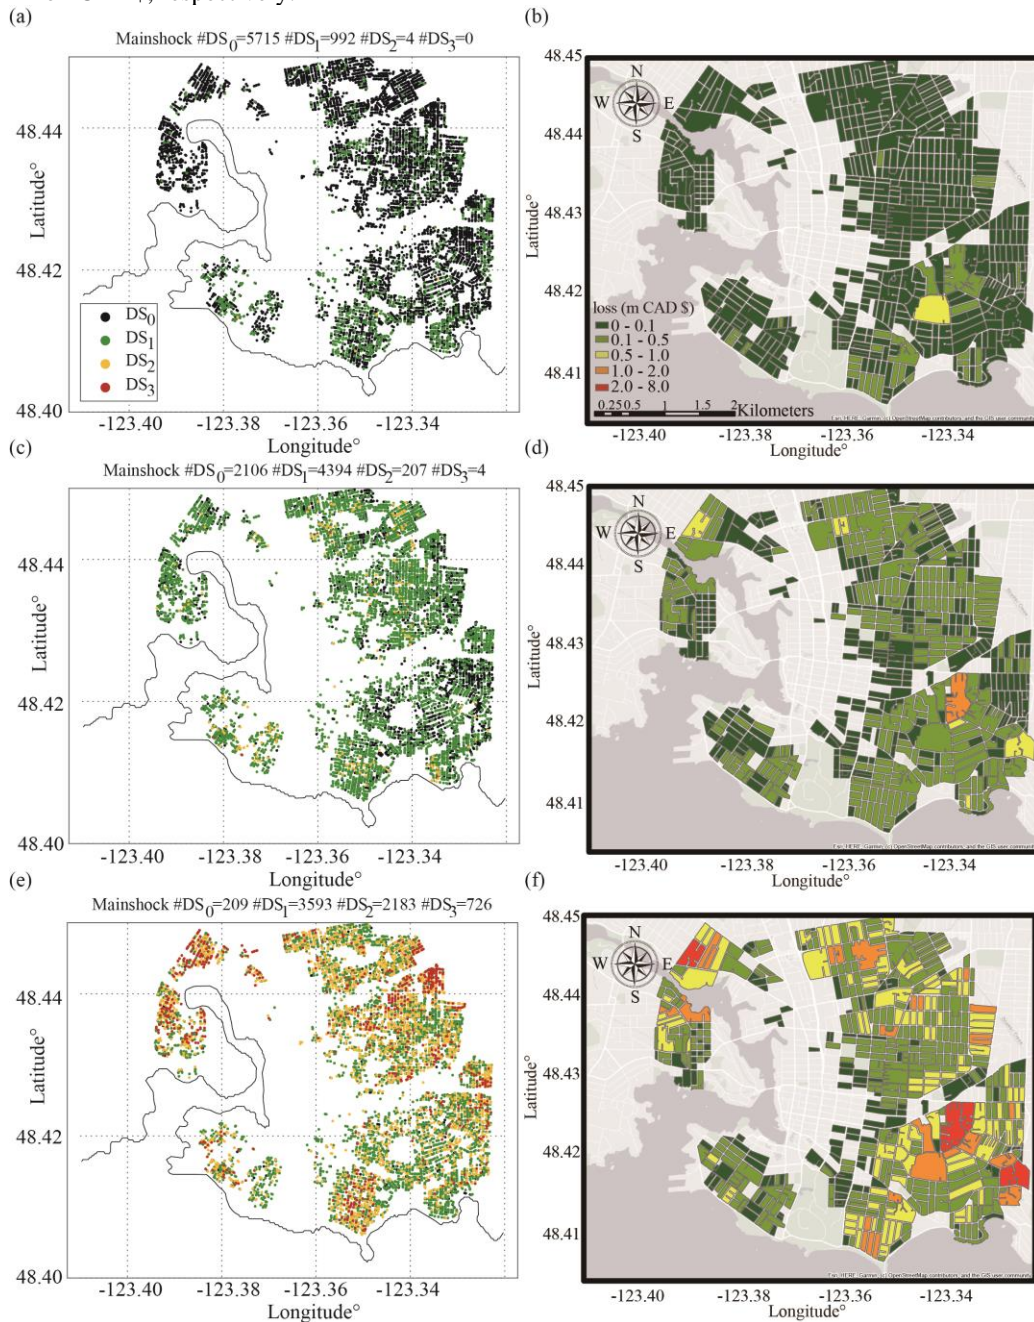 (a)
Mainshock #DS0=5715 #DS1=992 #DS2=4 #DS3=0
48.44
48.42
48.40
Latitude°
DS0
DS1
DS2
DS3
-123.40 -123.38 -123.36 -123.34
Longitude°
(b)
48.45
48.44
48.43
48.42
48.41
Latitude°
N
W E
S
loss (m CAD $)
0 - 0.1
0.1 - 0.5
0.5 - 1.0
1.0 - 2.0
2.0 - 8.0
0.25 0.5 1 1.5 2 Kilometers
-123.40 -123.38 -123.36 -123.34
Longitude°
(c)
Mainshock #DS0=2106 #DS1=4394 #DS2=207 #DS3=4
48.44
48.42
48.40
Latitude°
-123.40 -123.38 -123.36 -123.34
Longitude°
(d)
48.45
48.44
48.43
48.42
48.41
Latitude°
N
W E
S
-123.40 -123.38 -123.36 -123.34
Longitude°
(e)
Mainshock #DS0=209 #DS1=3593 #DS2=2183 #DS3=726
48.44
48.42
48.40
Latitude°
-123.40 -123.38 -123.36 -123.34
Longitude°
(f)
48.45
48.44
48.43
48.42
48.41
Latitude°
N
W E
S
-123.40 -123.38 -123.36 -123.34
Longitude°